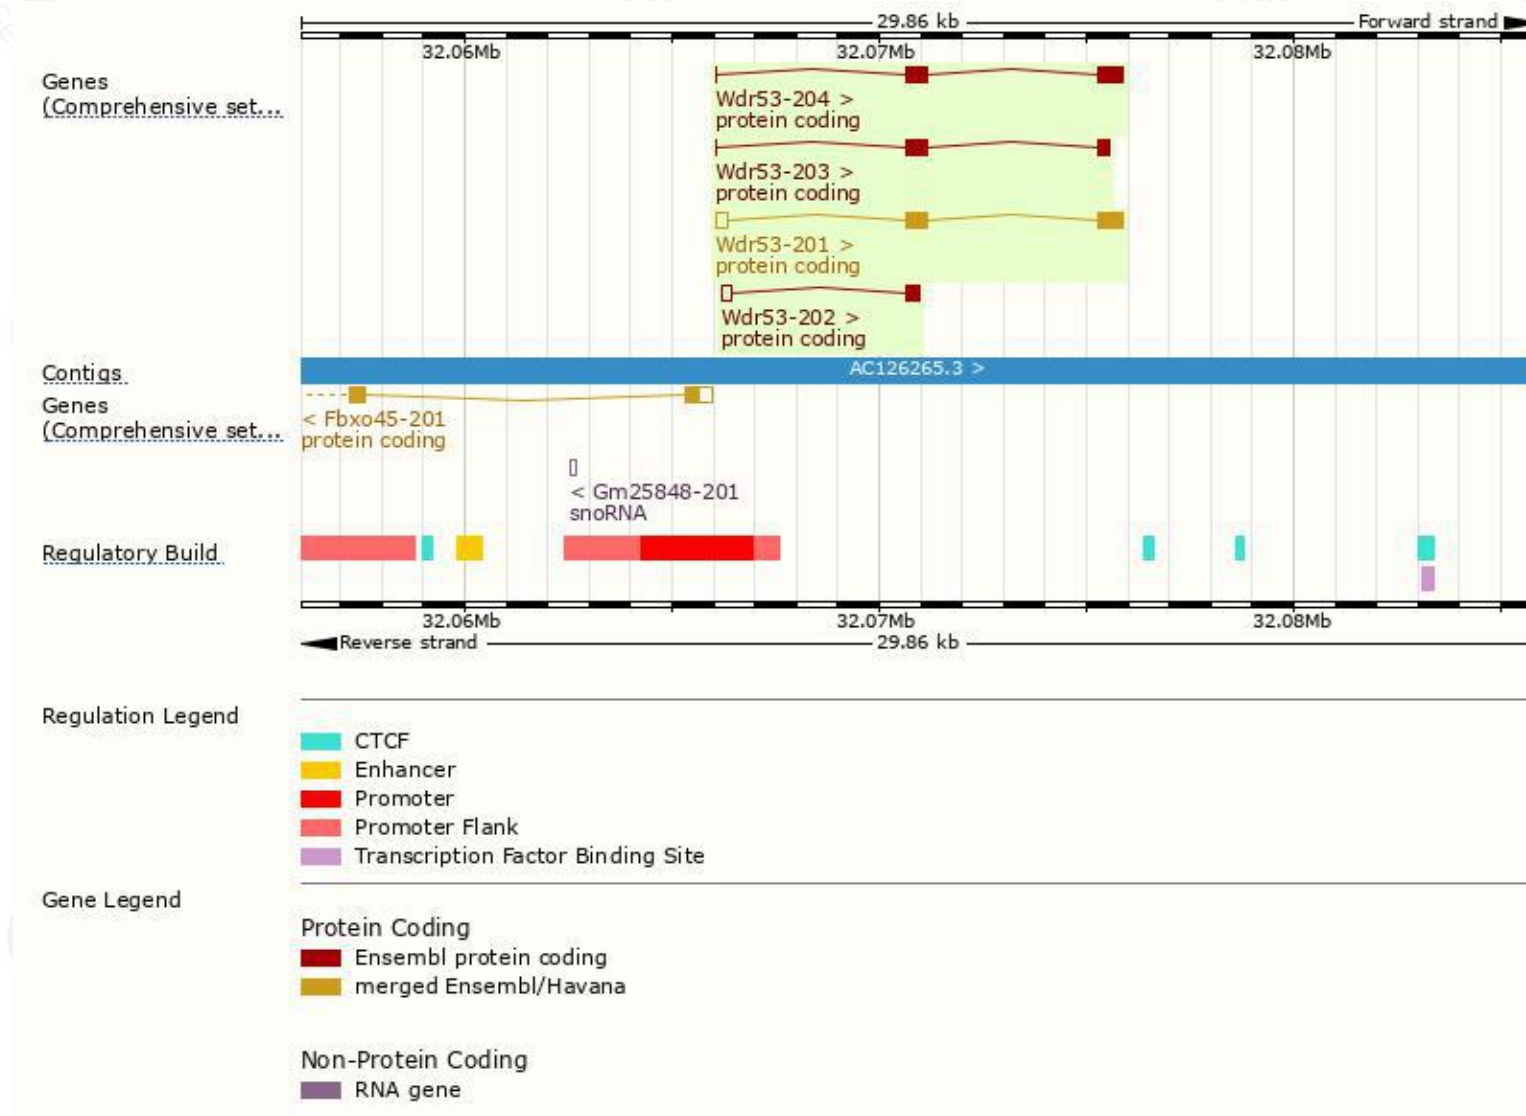 29.86 kb
Forward strand
32.06Mb 32.07Mb 32.08Mb
Genes
(Comprehensive set...
Wdr53-204 >
protein coding
Wdr53-203 >
protein coding
Wdr53-201 >
protein coding
Wdr53-202 >
protein coding
Contigs
AC126265.3 >
Genes
(Comprehensive set...
< Fbxo45-201
protein coding
< Gm25848-201
snoRNA
Regulatory Build
32.06Mb 32.07Mb 32.08Mb
Reverse strand
29.86 kb
Regulation Legend
CTCF
Enhancer
Promoter
Promoter Flank
Transcription Factor Binding Site
Gene Legend
Protein Coding
Ensembl protein coding
merged Ensembl/Havana
Non-Protein Coding
RNA gene